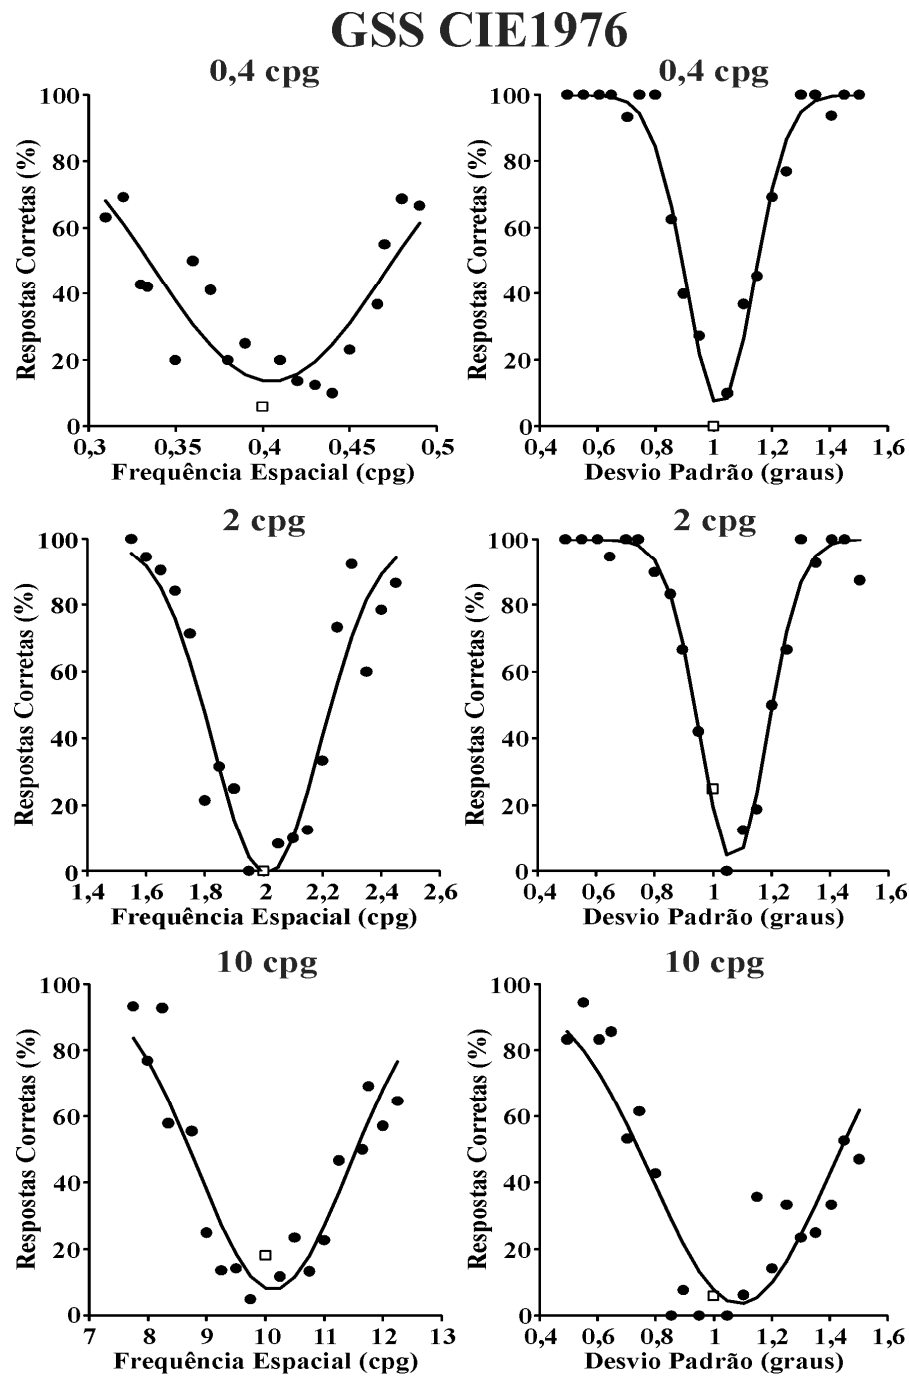 GSS CIE1976
0,4 cpg
0,4 cpg
Respostas Corretas (%)
100
80
60
40
20
0
0,3 0,35 0,4 0,45 0,5
Frequência Espacial (cpg)
Respostas Corretas (%)
100
80
60
40
20
0
0,4 0,6 0,8 1 1,2 1,4 1,6
Desvio Padrão (graus)
2 cpg
2 cpg
Respostas Corretas (%)
100
80
60
40
20
0
1,4 1,6 1,8 2 2,2 2,4 2,6
Frequência Espacial (cpg)
Respostas Corretas (%)
100
80
60
40
20
0
0,4 0,6 0,8 1 1,2 1,4 1,6
Desvio Padrão (graus)
10 cpg
10 cpg
Respostas Corretas (%)
100
80
60
40
20
0
7 8 9 10 11 12 13
Frequência Espacial (cpg)
Respostas Corretas (%)
100
80
60
40
20
0
0,4 0,6 0,8 1 1,2 1,4 1,6
Desvio Padrão (graus)